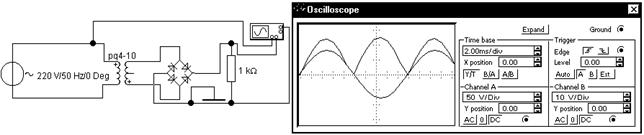 Oscilloscope
Expand
Ground
Time base
Trigger
2.00ms/div
Edge
X position 0.00
Level 0.00
Y/T B/A A/B
Auto A B Ext
Channel A
Channel B
50 V/Div
10 V/Div
Y position 0.00
Y position 0.00
AC 0 DC
AC 0 DC
pq4-10
220 V/50 Hz/0 Deg
1 kΩ